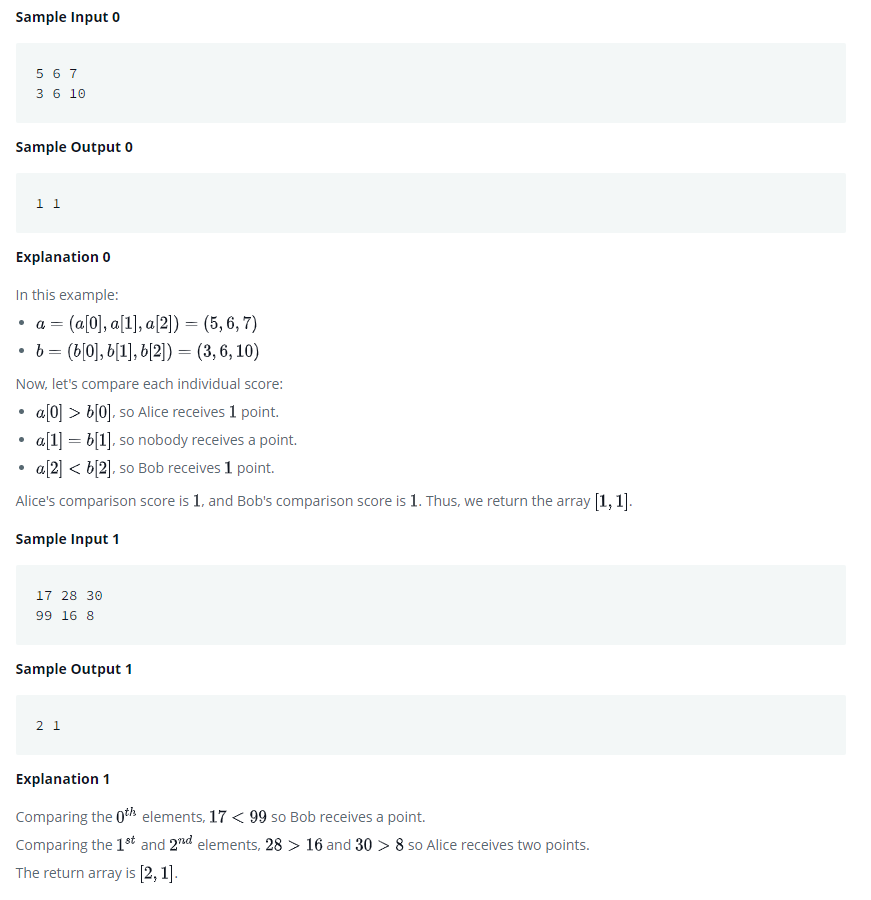 Sample Input 0
5 6 7
3 6 10
Sample Output 0
1 1
Explanation 0
In this example:
• a = (a[0], a[1], a[2]) = (5, 6, 7)
• b = (b[0], b[1], b[2]) = (3, 6, 10)
Now, let's compare each individual score:
• a[0] > b[0], so Alice receives 1 point.
• a[1] = b[1], so nobody receives a point.
• a[2] < b[2], so Bob receives 1 point.
Alice's comparison score is 1, and Bob's comparison score is 1. Thus, we return the array [1, 1].
Sample Input 1
17 28 30
99 16 8
Sample Output 1
2 1
Explanation 1
Comparing the 0th elements, 17 < 99 so Bob receives a point.
Comparing the 1st and 2nd elements, 28 > 16 and 30 > 8 so Alice receives two points.
The return array is [2, 1].